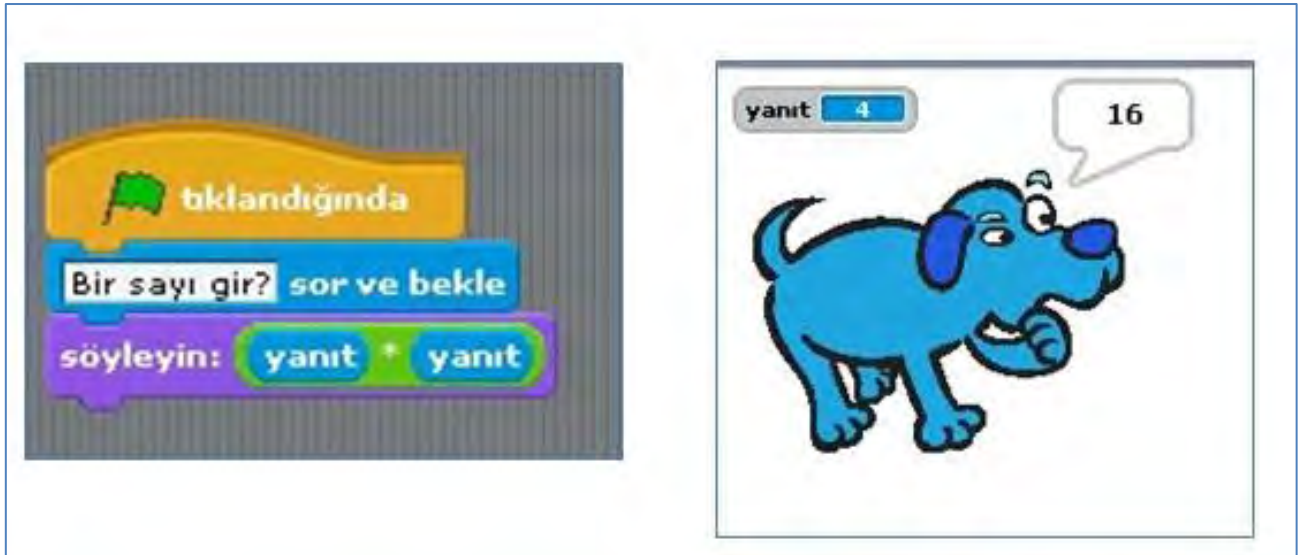 tıklandığında
Bir sayı gir? sor ve bekle
söyleyin: yanıt * yanıt
yanıt 4
16